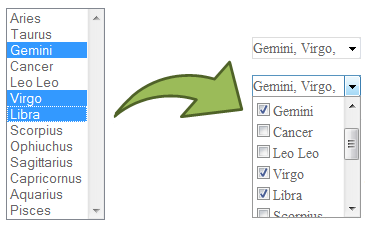 Aries
Taurus
Gemini
Cancer
Leo Leo
Virgo
Libra
Scorpius
Ophiuchus
Sagittarius
Capricornus
Aquarius
Pisces
Gemini, Virgo,
Gemini, Virgo,
Gemini
Cancer
Leo Leo
Virgo
Libra
Scorpius